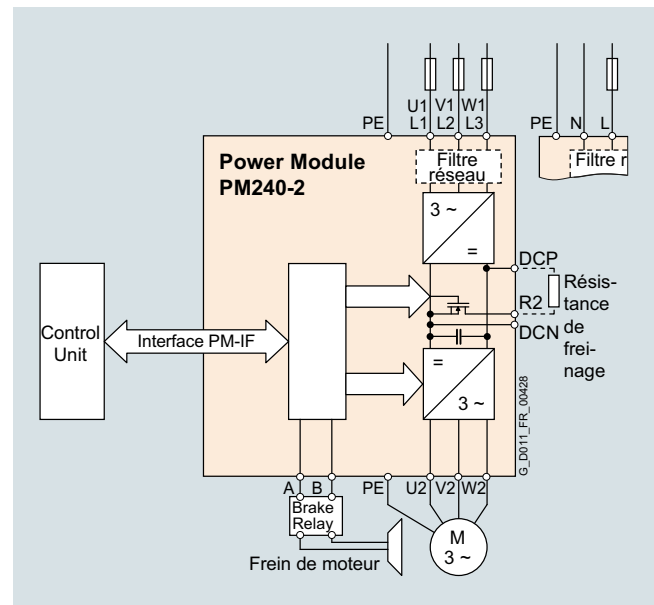 U1 V1 W1
PE L1 L2 L3
PE N L
Power Module
PM240-2
Filtre
réseau
Filtre r
3 ~
=
DCP
R2
DCN
Résis-
tance
de
frei-
nage
Control
Unit
Interface PM-IF
=
3 ~
G_D011_FR_00428
A B PE U2 V2 W2
Brake
Relay
M
3 ~
Frein de moteur